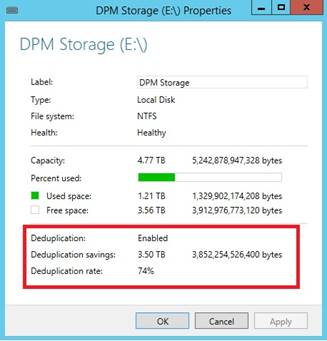 DPM Storage (E:\) Properties
DPM Storage (E:\)
Label: DPM Storage
Type: Local Disk
File system: NTFS
Health: Healthy
Capacity: 4.77 TB 5,242,878,947,328 bytes
Percent used:
Used space: 1.21 TB 1,329,902,174,208 bytes
Free space: 3.56 TB 3,912,976,773,120 bytes
Deduplication: Enabled
Deduplication savings: 3.50 TB 3,852,254,526,400 bytes
Deduplication rate: 74%
OK Cancel Apply